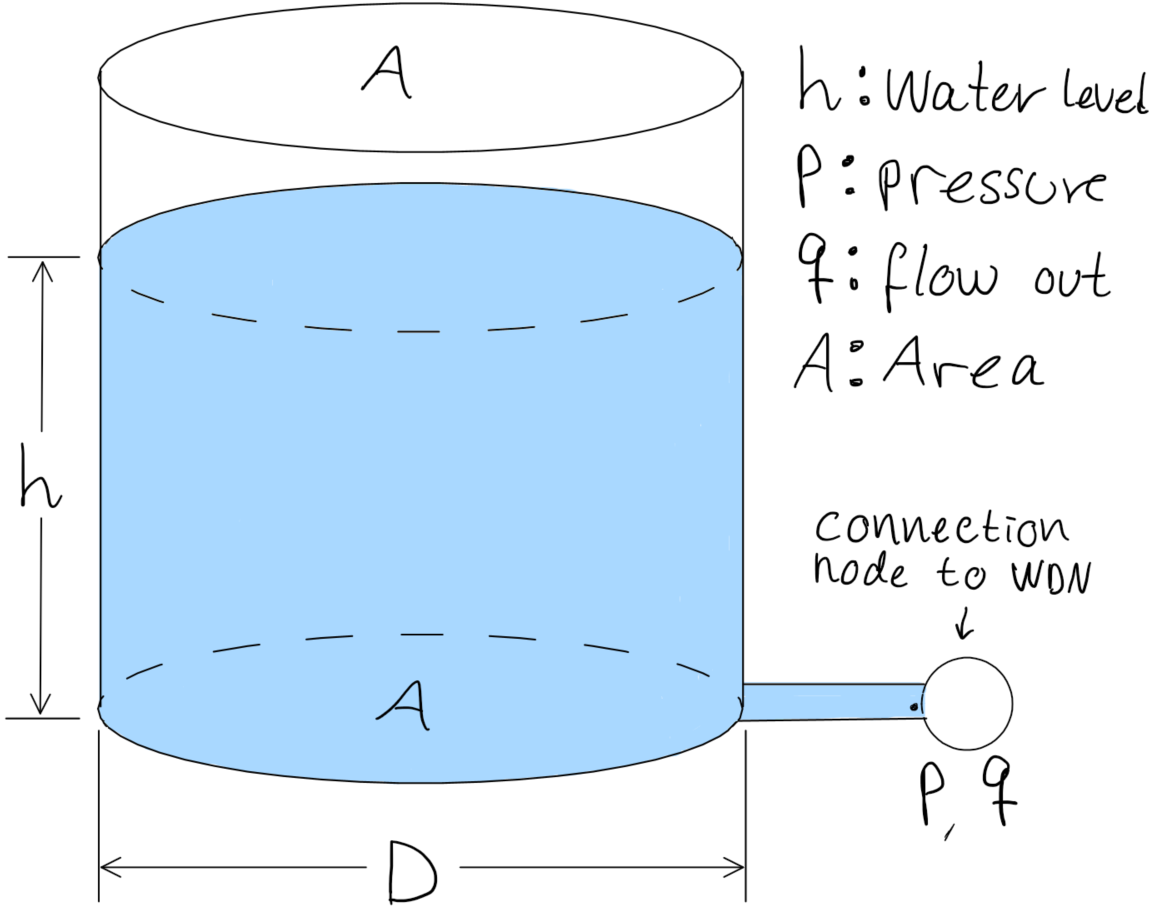 A
h: Water level
P: pressure
q: flow out
A: Area
h
connection
node to WDN
A
P, q
D